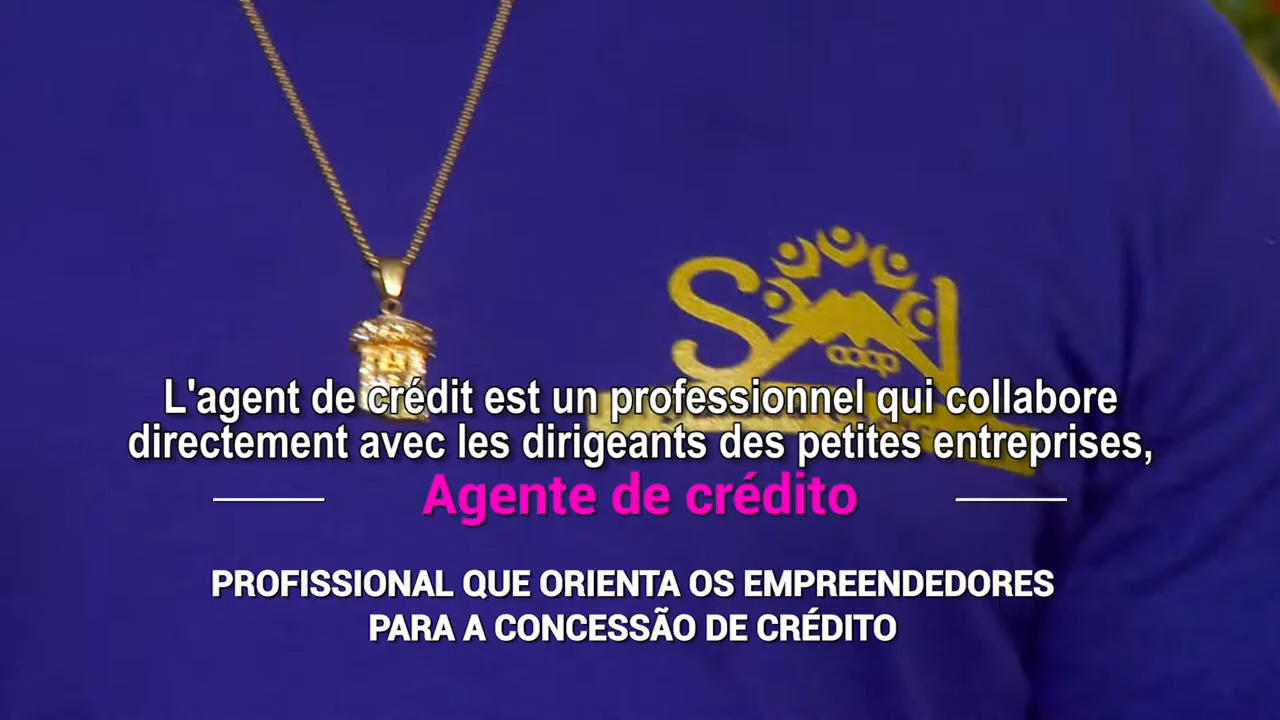 coop
L'agent de crédit est un professionnel qui collabore
directement avec les dirigeants des petites entreprises,
Agente de crédito
PROFISSIONAL QUE ORIENTA OS EMPREENDEDORES
PARA A CONCESSÃO DE CRÉDITO